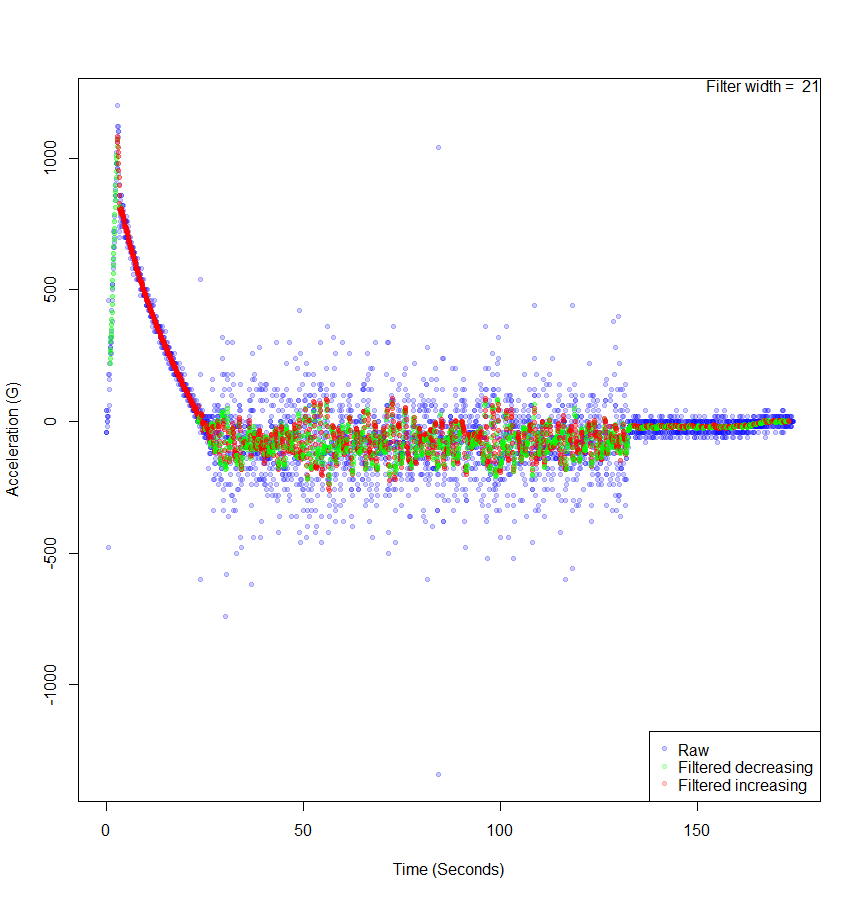 Filter width =  21
1000
500
0
-500
-1000
Acceleration (G)
Raw
Filtered decreasing
Filtered increasing
0 50 100 150
Time (Seconds)